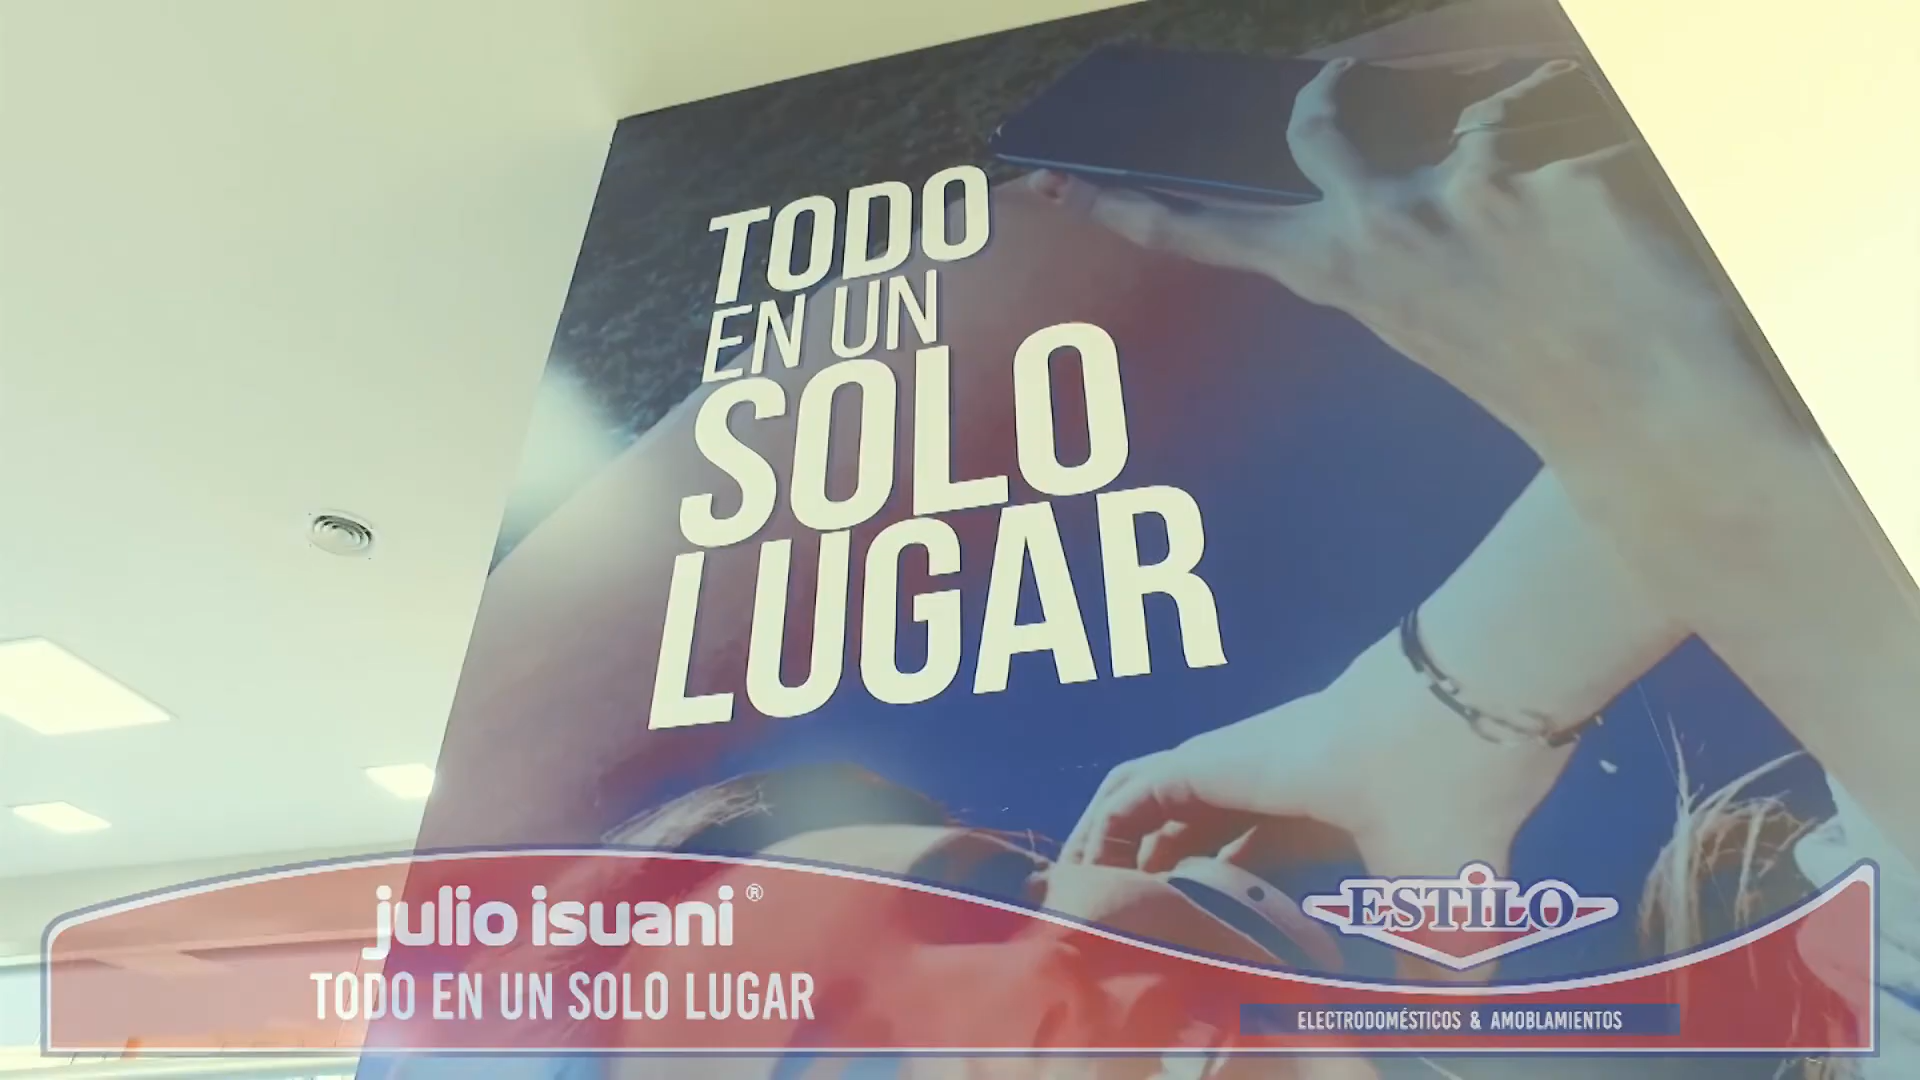 TODO
EN UN
SOLO
LUGAR
julio isuani®
TODO EN UN SOLO LUGAR
ESTiLO
ELECTRODOMÉSTICOS & AMOBLAMIENTOS